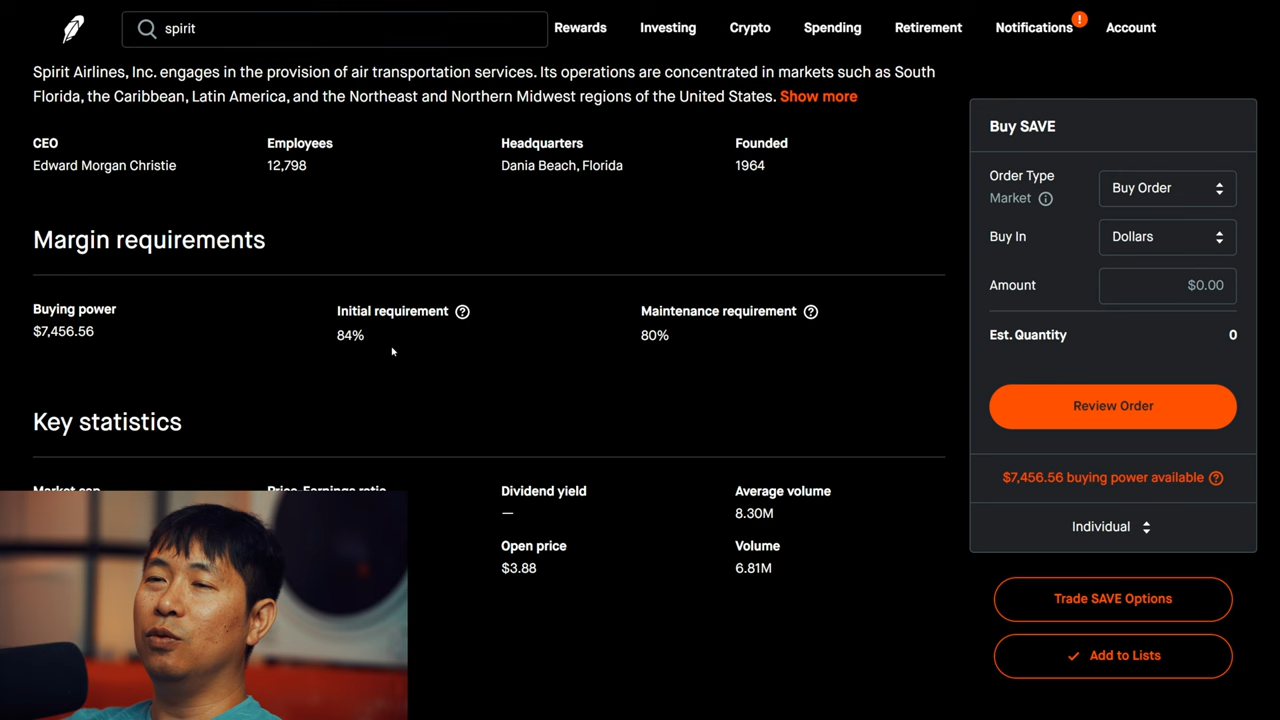 spirit
Rewards
Investing
Crypto
Spending
Retirement
Notifications
!
Account
Spirit Airlines, Inc. engages in the provision of air transportation services. Its operations are concentrated in markets such as South
Florida, the Caribbean, Latin America, and the Northeast and Northern Midwest regions of the United States. Show more
CEO
Edward Morgan Christie
Employees
12,798
Headquarters
Dania Beach, Florida
Founded
1964
Margin requirements
Buying power
$7,456.56
Initial requirement ?
84%
Maintenance requirement ?
80%
Key statistics
Market cap
Price-Earnings ratio
Dividend yield
—
Average volume
8.30M
Open price
$3.88
Volume
6.81M
Buy SAVE
Order Type
Market i
Buy Order
Buy In
Dollars
Amount
$0.00
Est. Quantity
0
Review Order
$7,456.56 buying power available ?
Individual
Trade SAVE Options
✓ Add to Lists